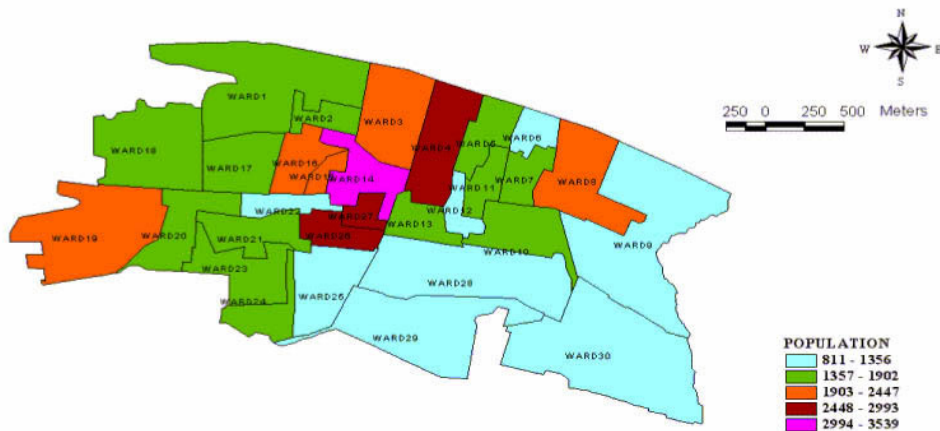 N
W E
S
250 0 250 500 Meters
WARD1
WARD2
WARD3
WARD4
WARD5
WARD6
WARD18
WARD17
WARD16
WARD15
WARD14
WARD11
WARD7
WARD8
WARD22
WARD27
WARD12
WARD13
WARD19
WARD20
WARD21
WARD26
WARD10
WARD9
WARD23
WARD24
WARD25
WARD28
WARD29
WARD30
POPULATION
811 - 1356
1357 - 1902
1903 - 2447
2448 - 2993
2994 - 3539